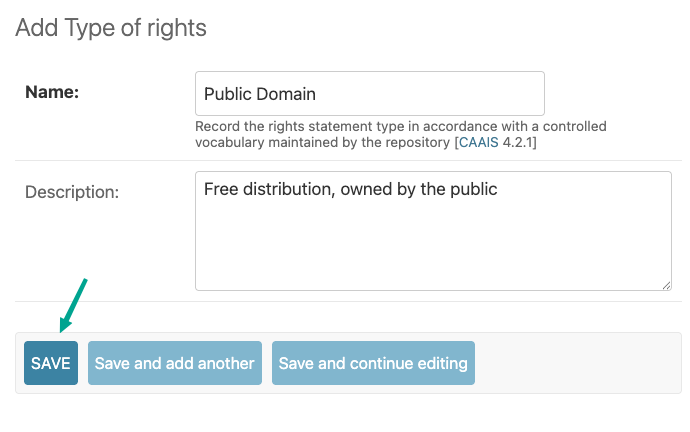 Add Type of rights
Name:
Public Domain
Record the rights statement type in accordance with a controlled
vocabulary maintained by the repository [CAAIS 4.2.1]
Description:
Free distribution, owned by the public
SAVE
Save and add another
Save and continue editing